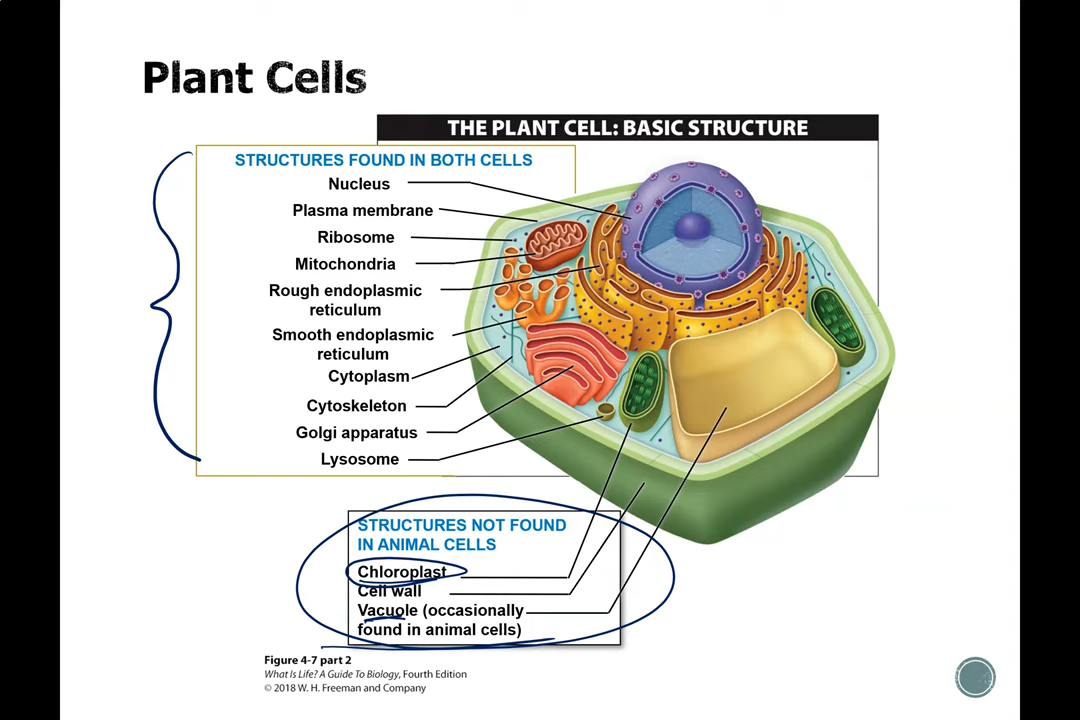 Plant Cells
THE PLANT CELL: BASIC STRUCTURE
STRUCTURES FOUND IN BOTH CELLS
Nucleus
Plasma membrane
Ribosome
Mitochondria
Rough endoplasmic
reticulum
Smooth endoplasmic
reticulum
Cytoplasm
Cytoskeleton
Golgi apparatus
Lysosome
STRUCTURES NOT FOUND
IN ANIMAL CELLS
Chloroplast
Cell wall
Vacuole (occasionally
found in animal cells)
Figure 4-7 part 2
What Is Life? A Guide To Biology, Fourth Edition
© 2018 W. H. Freeman and Company